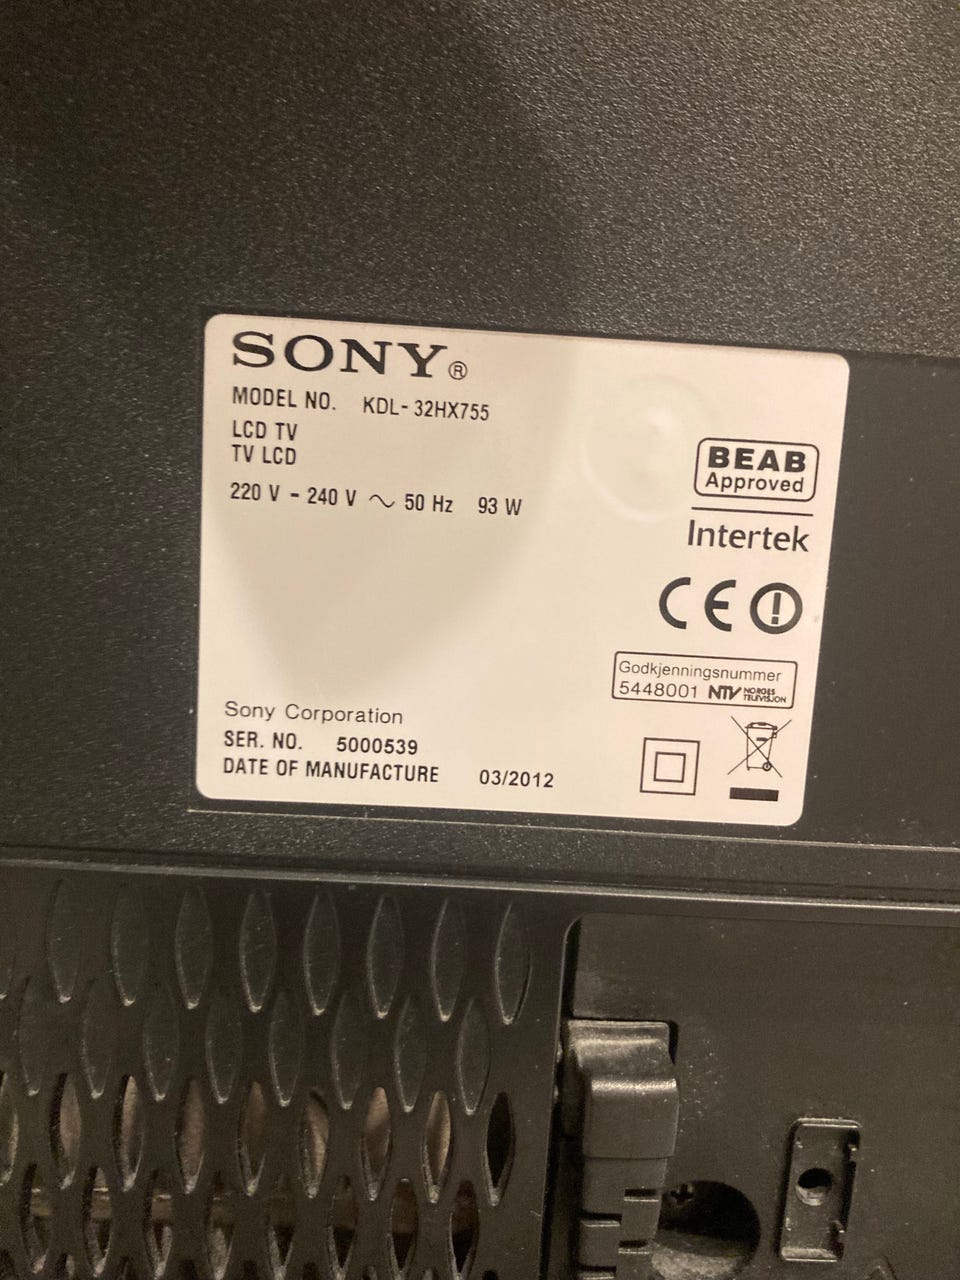 SONY®
MODEL NO. KDL-32HX755
LCD TV
TV LCD
220 V - 240 V ~ 50 Hz 93 W
BEAB
Approved
Intertek
CE
Godkjenningsnummer
5448001 NTV NORGES TELEVISJON
Sony Corporation
SER. NO. 5000539
DATE OF MANUFACTURE 03/2012